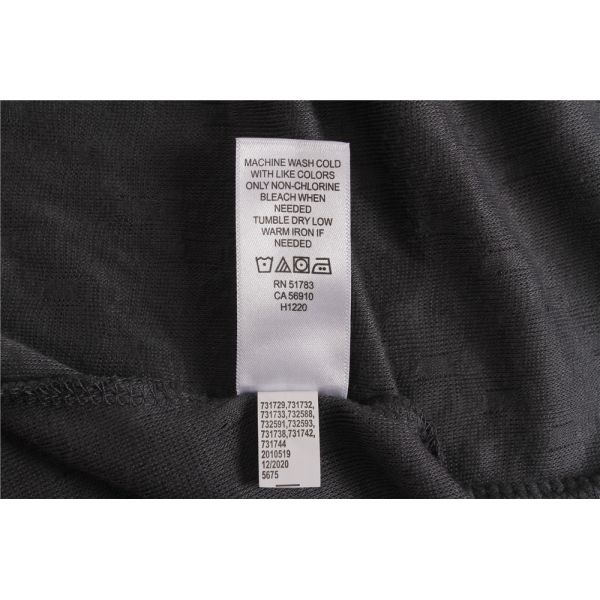 MACHINE WASH COLD
WITH LIKE COLORS
ONLY NON-CHLORINE
BLEACH WHEN
NEEDED
TUMBLE DRY LOW
WARM IRON IF
NEEDED
RN 51783
CA 56910
H1220
731729,731732,
731733,732588,
732591,732593,
731738,731742,
731744
2010519
12/2020
5675